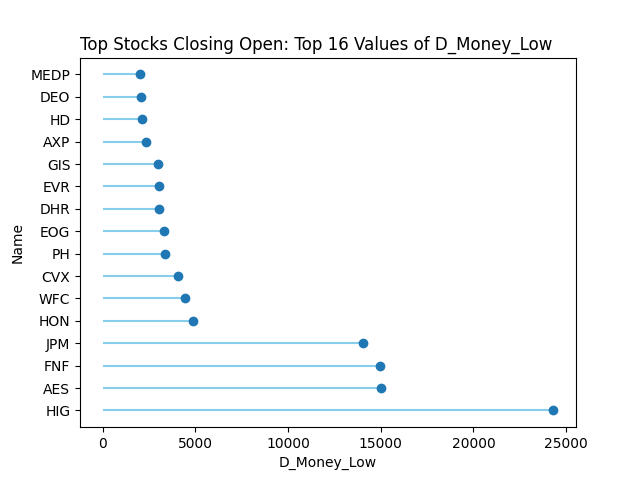 Top Stocks Closing Open: Top 16 Values of D_Money_Low
MEDP
DEO
HD
AXP
GIS
EVR
DHR
EOG
PH
CVX
WFC
HON
JPM
FNF
AES
HIG
Name
0 5000 10000 15000 20000 25000
D_Money_Low